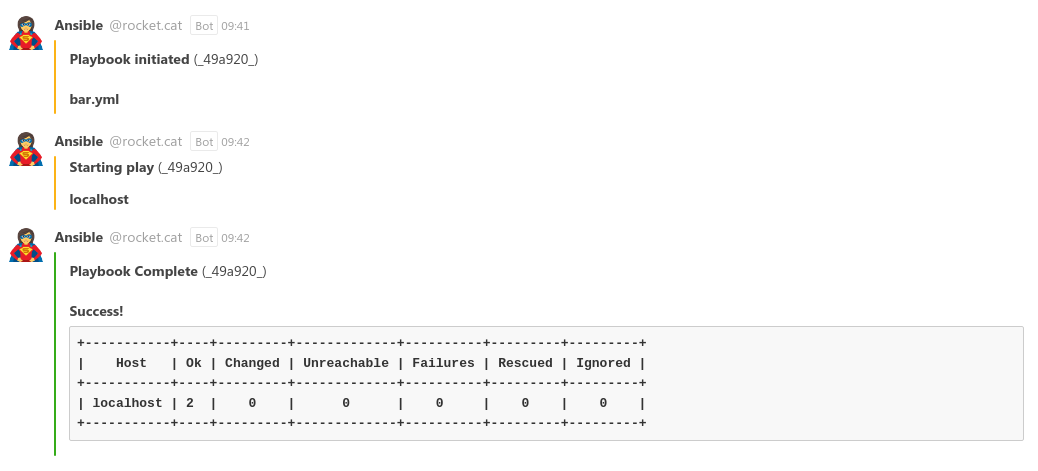 Ansible @rocket.cat Bot 09:41
Playbook initiated (_49a920_)
bar.yml
Ansible @rocket.cat Bot 09:42
Starting play (_49a920_)
localhost
Ansible @rocket.cat Bot 09:42
Playbook Complete (_49a920_)
Success!
+-----------+----+---------+-------------+----------+---------+---------+
|    Host   | Ok | Changed | Unreachable | Failures | Rescued | Ignored |
+-----------+----+---------+-------------+----------+---------+---------+
| localhost | 2  |    0    |      0      |    0     |    0    |    0    |
+-----------+----+---------+-------------+----------+---------+---------+